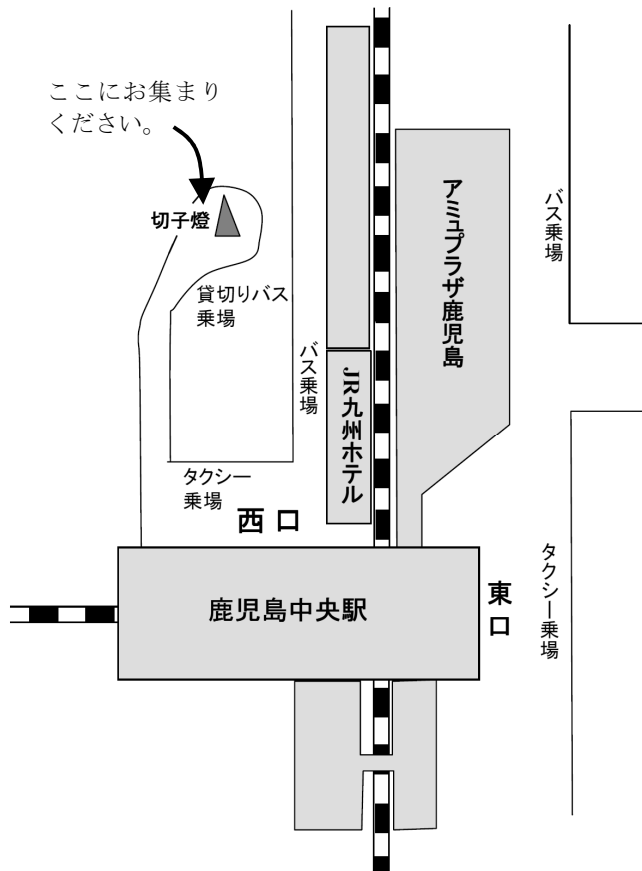 ここにお集まり
ください。
切子燈
貸切りバス
乗場
バス乗場
アミュプラザ鹿児島
バス乗場
JR九州ホテル
タクシー
乗場
西口
鹿児島中央駅
東口
タクシー乗場